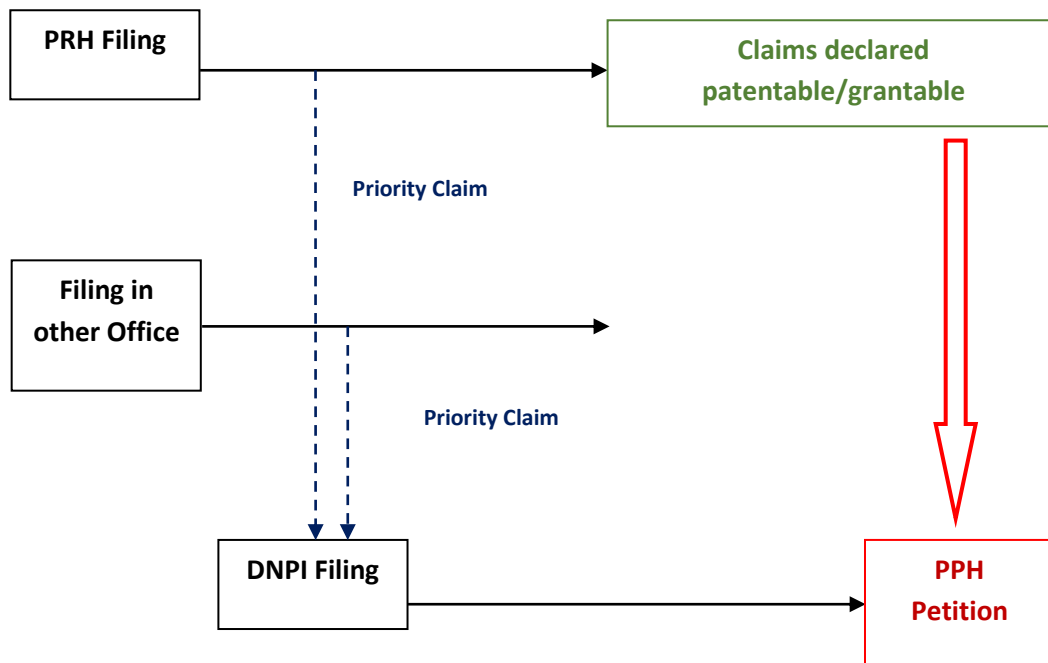 PRH Filing
Claims declared
patentable/grantable
Priority Claim
Filing in
other Office
Priority Claim
DNPI Filing
PPH
Petition